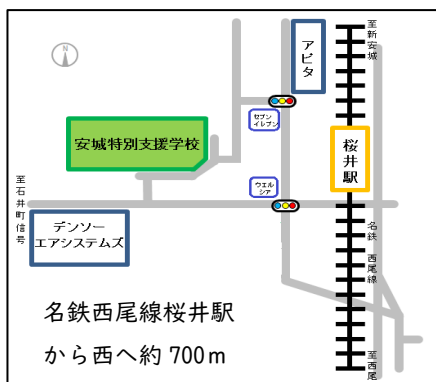 至新安城
アピタ
N
セブン
イレブン
安城特別支援学校
桜井駅
至石井町信号
ウエル
シア
デンソー
エアシステムズ
名鉄 西尾線
名鉄西尾線桜井駅
から西へ約700m
至西尾